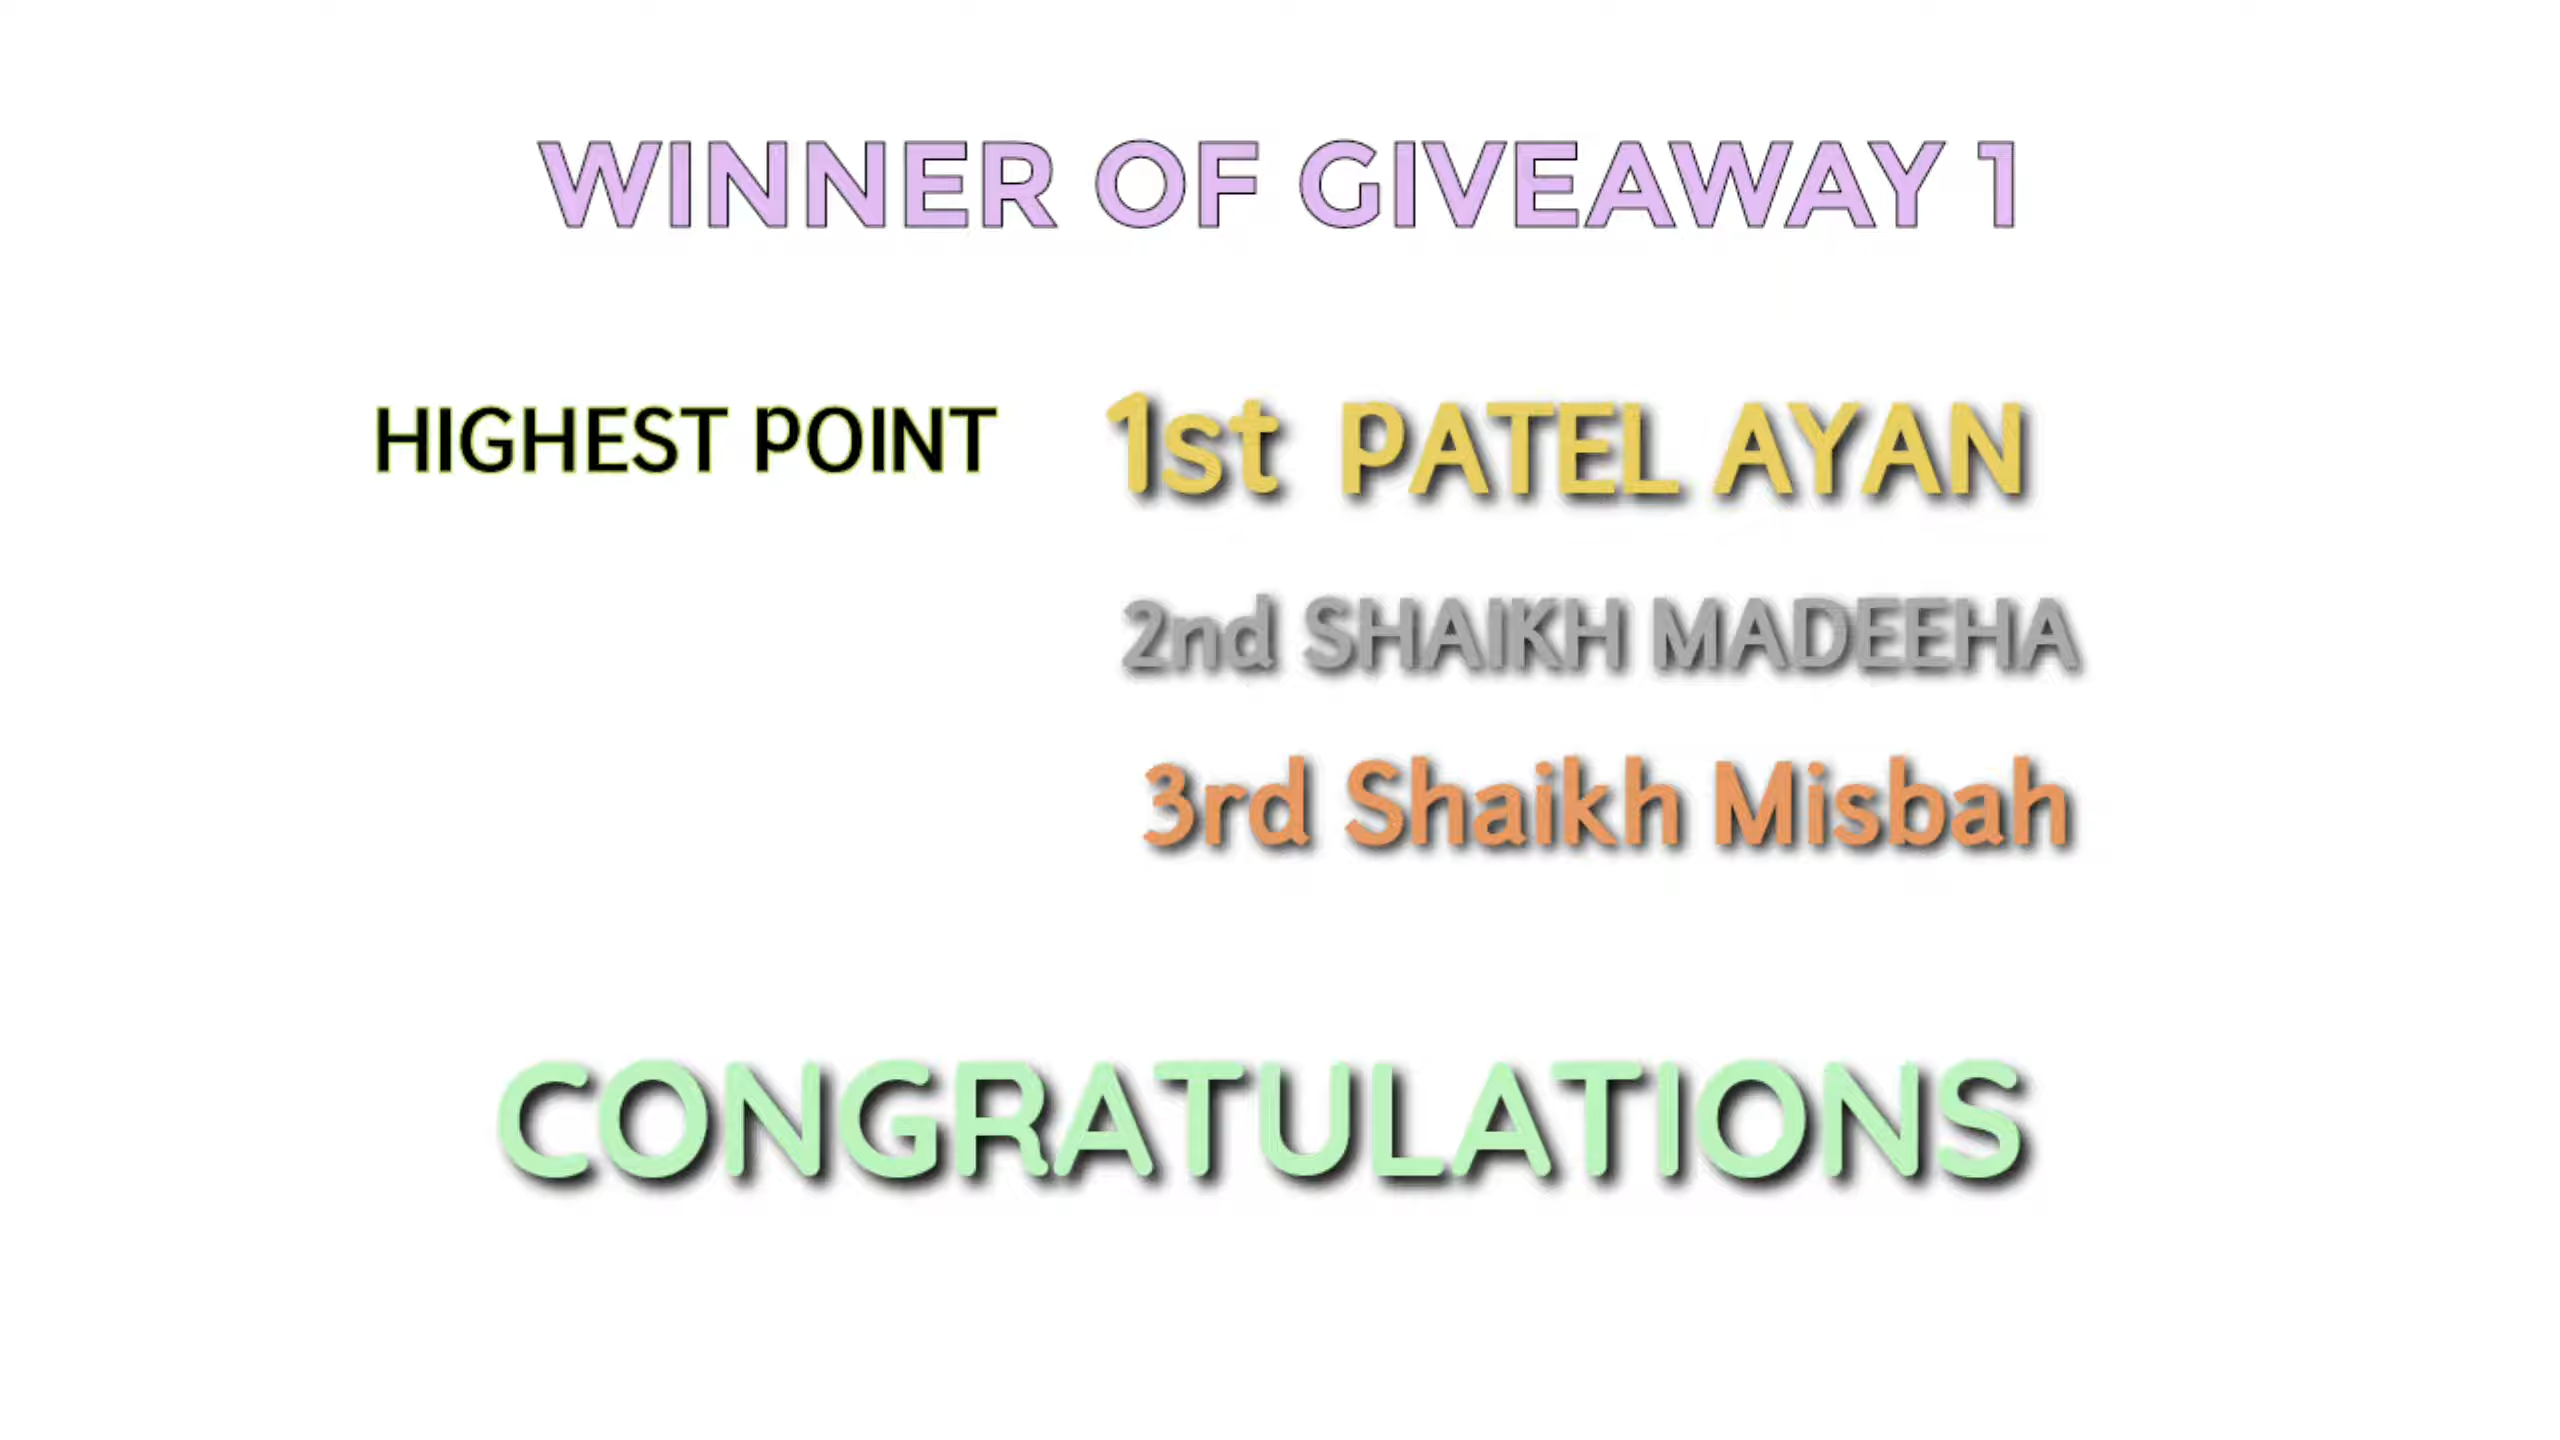 WINNER OF GIVEAWAY 1
HIGHEST POINT 1st PATEL AYAN
2nd SHAIKH MADEEHA
3rd Shaikh Misbah
CONGRATULATIONS